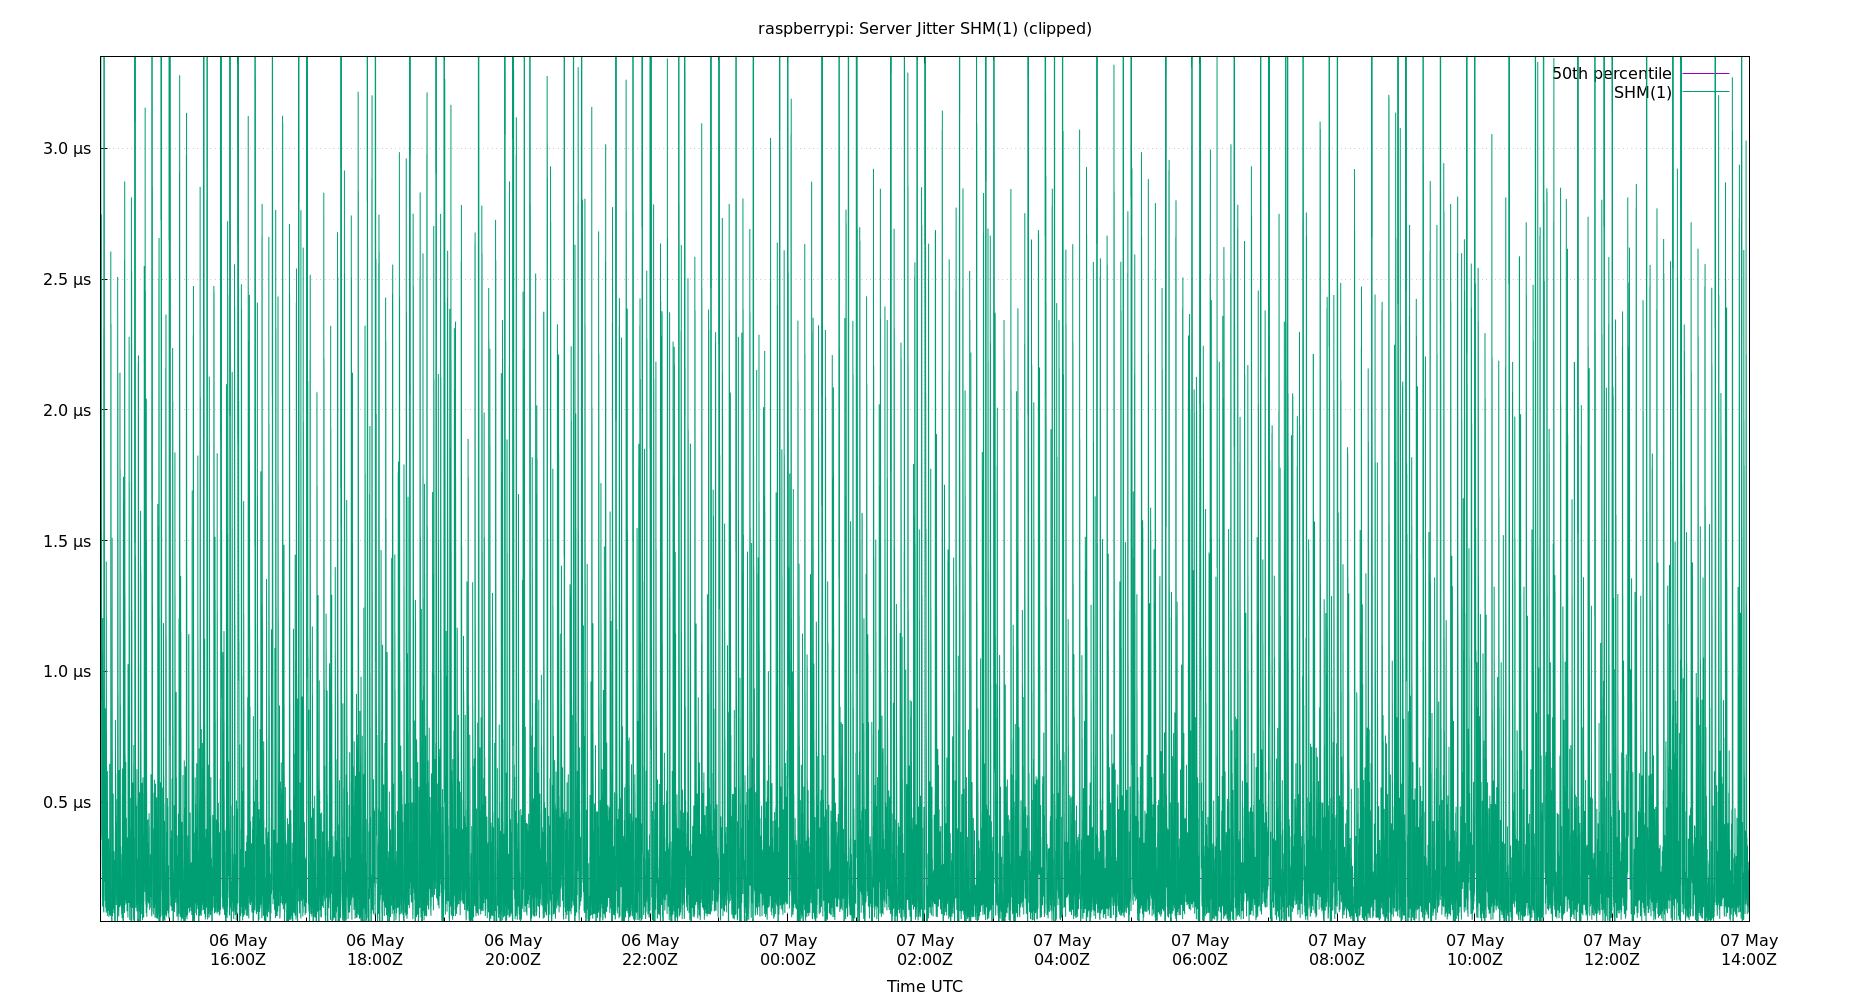 raspberrypi: Server Jitter SHM(1) (clipped)
50th percentile
SHM(1)
3.0 µs
2.5 µs
2.0 µs
1.5 µs
1.0 µs
0.5 µs
06 May 06 May 06 May 06 May 07 May 07 May 07 May 07 May 07 May 07 May 07 May 07 May
16:00Z 18:00Z 20:00Z 22:00Z 00:00Z 02:00Z 04:00Z 06:00Z 08:00Z 10:00Z 12:00Z 14:00Z
Time UTC